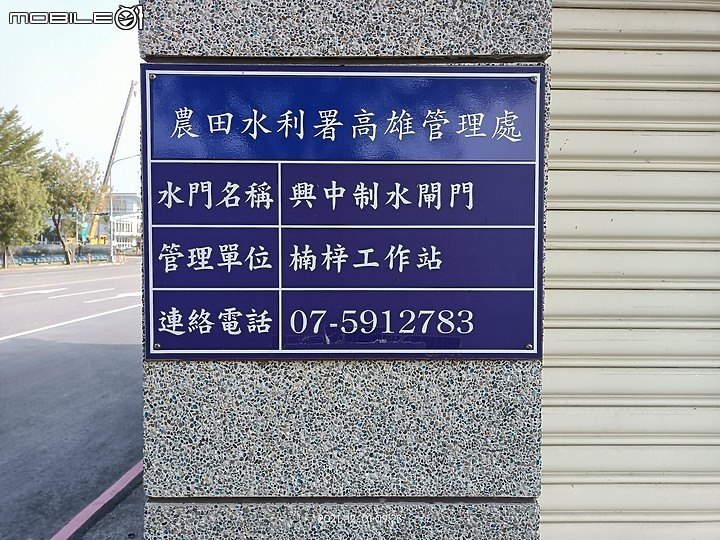 mobile01
農田水利署高雄管理處
水門名稱 興中制水閘門
管理單位 楠梓工作站
連絡電話 07-5912783